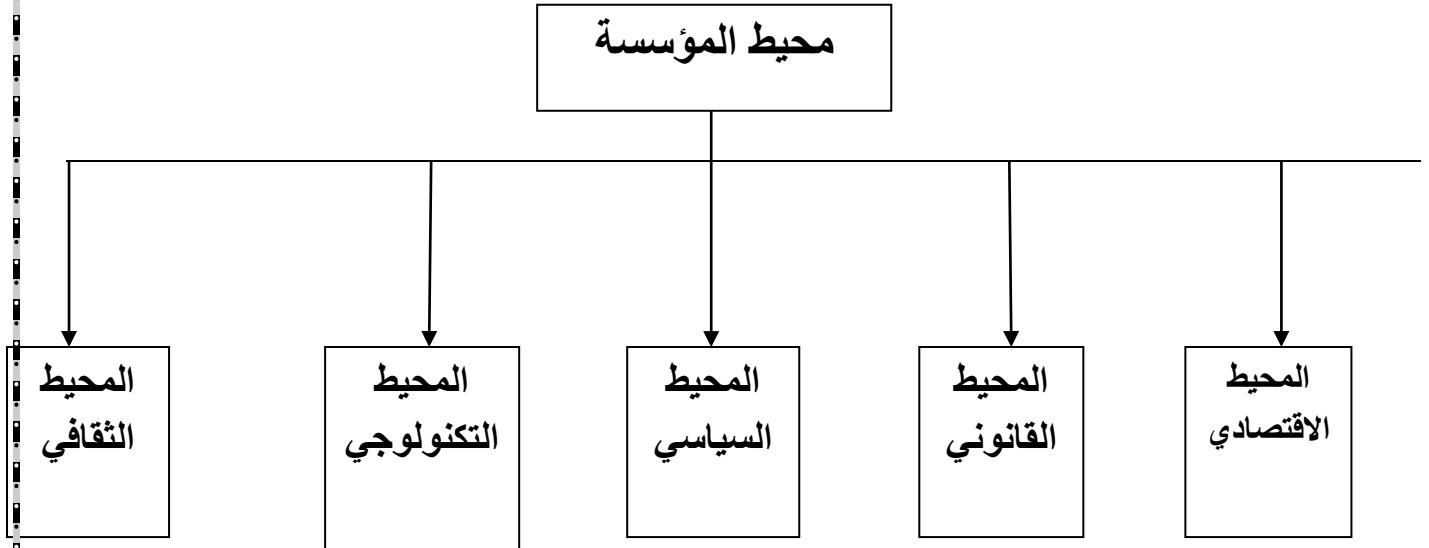 محيط المؤسسة
المحيط
الاقتصادي
المحيط
القانوني
المحيط
السياسي
المحيط
التكنولوجي
المحيط
الثقافي